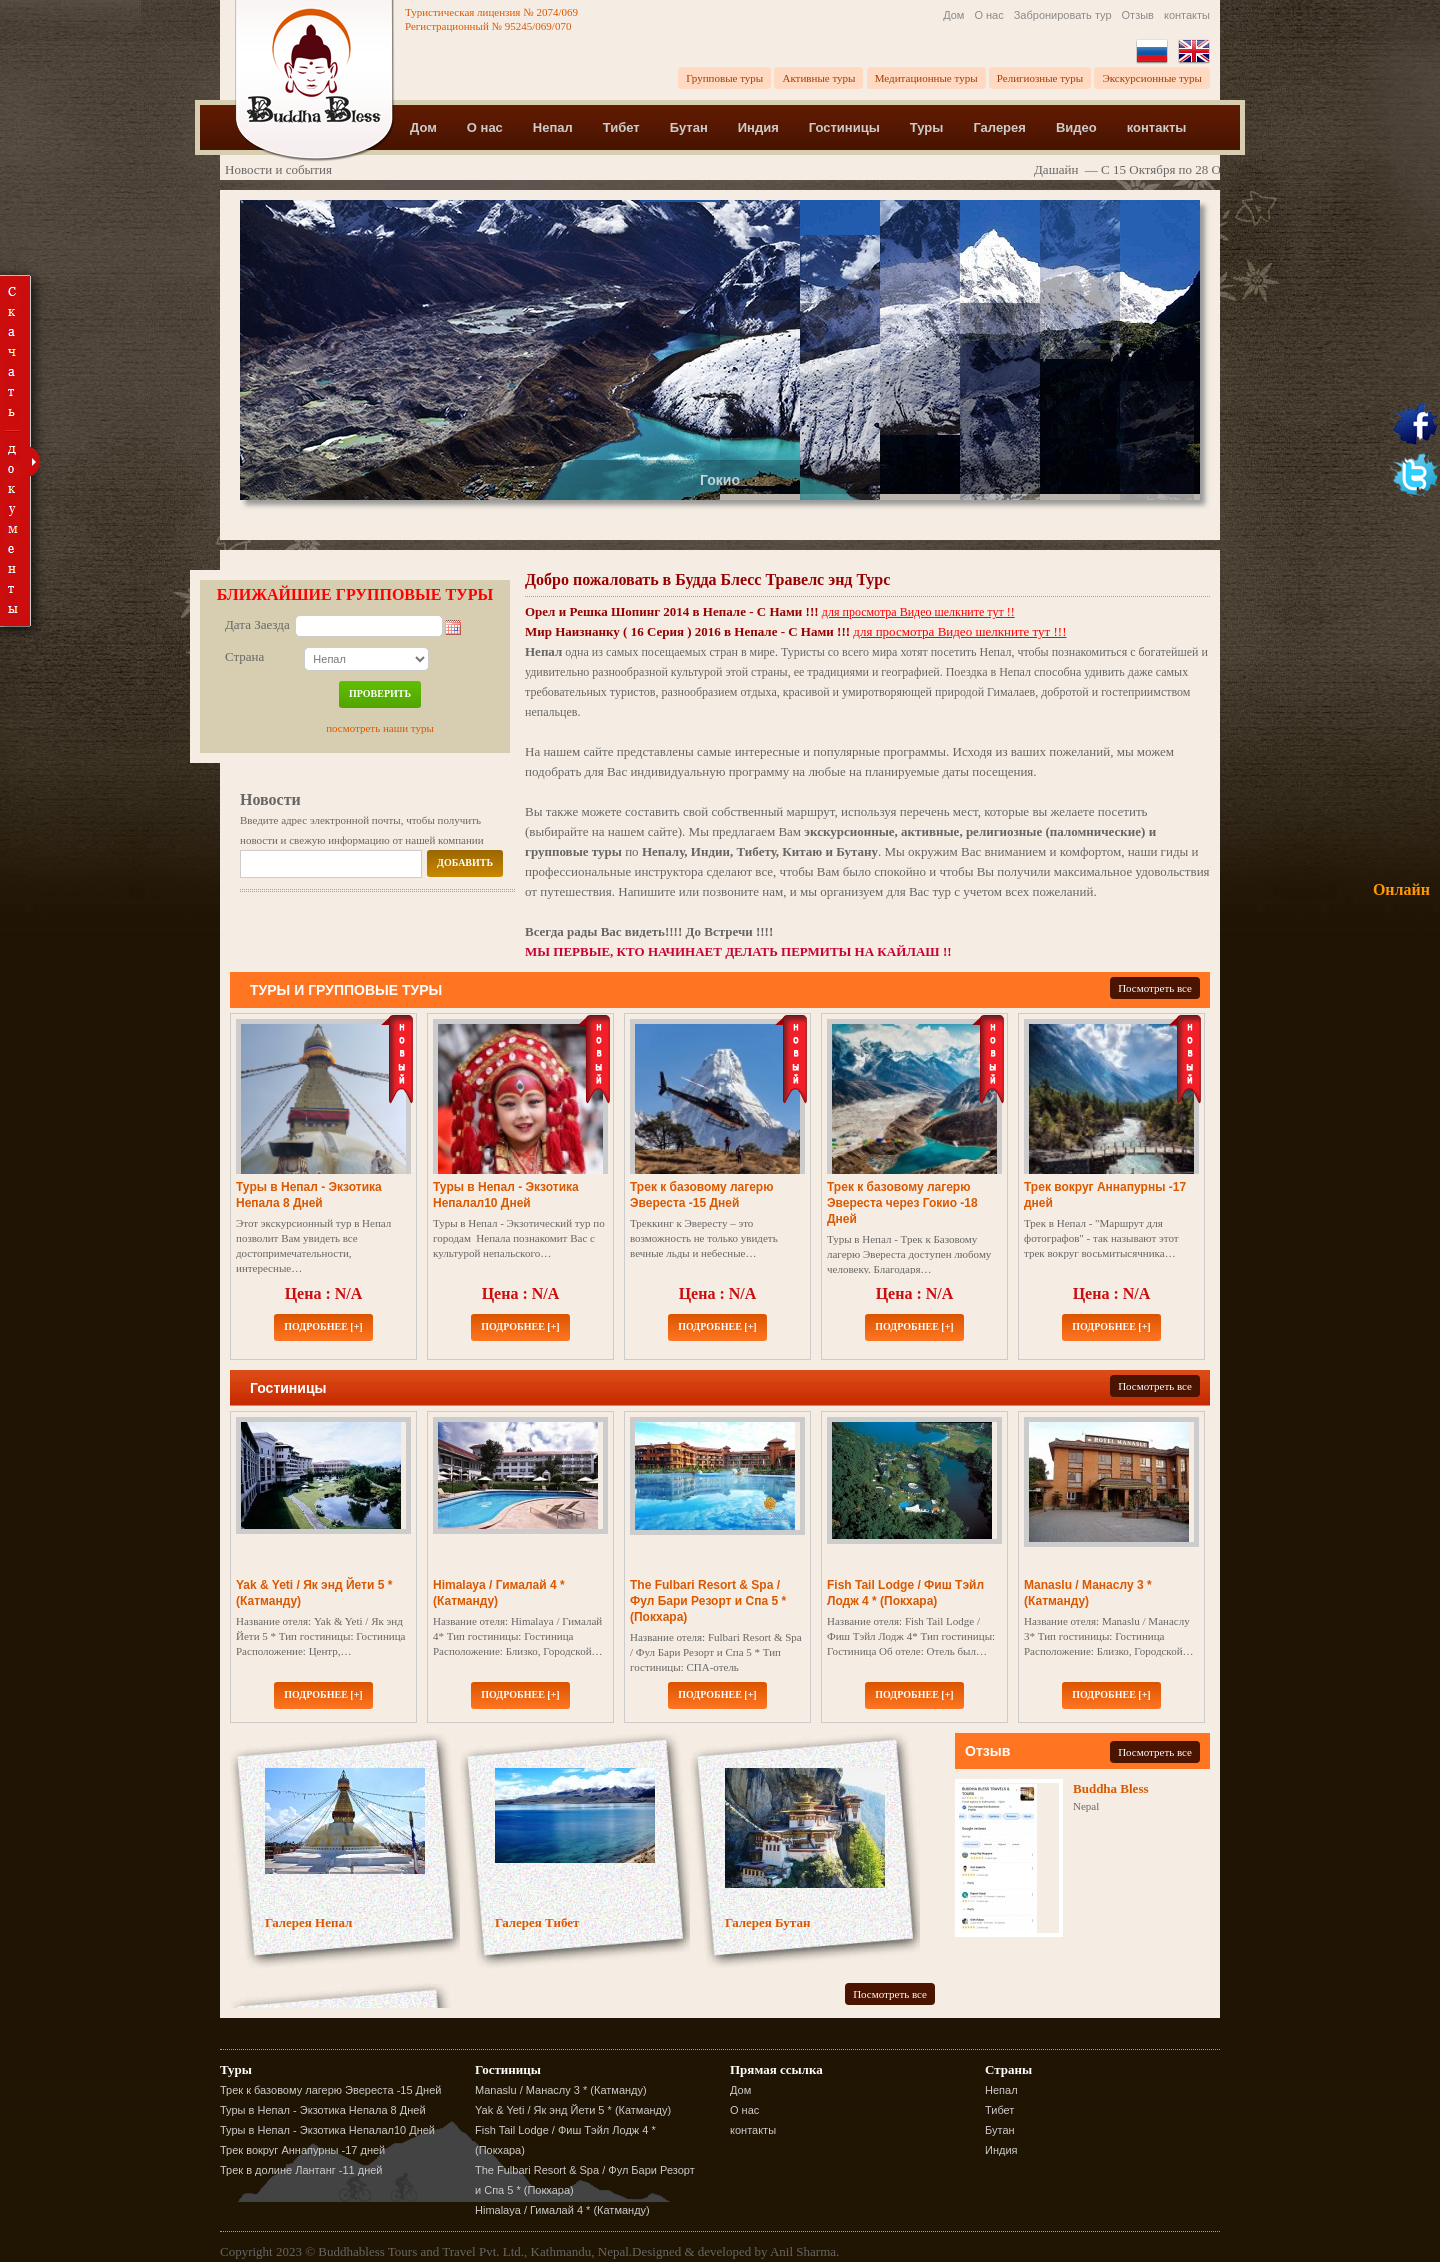 Туристическая лицензия № 2074/069
Регистрационный № 95245/069/070
Дом О нас Забронировать тур Отзыв контакты
Групповые туры Активные туры Медитационные туры Религиозные туры Экскурсионные туры
Buddha Bless
Дом О нас Непал Тибет Бутан Индия Гостиницы Туры Галерея Видео контакты
Новости и события
Дашайн — С 15 Октября по 28 О
Скачать документы
Гокио
БЛИЖАЙШИЕ ГРУППОВЫЕ ТУРЫ
Дата Заезда
Страна
Непал
ПРОВЕРИТЬ
посмотреть наши туры
Новости
Введите адрес электронной почты, чтобы получить
новости и свежую информацию от нашей компании
ДОБАВИТЬ
Добро пожаловать в Будда Блесс Травелс энд Турс
Орел и Решка Шопинг 2014 в Непале - С Нами !!! для просмотра Видео шелкните тут !!
Мир Наизнанку ( 16 Серия ) 2016 в Непале - С Нами !!! для просмотра Видео шелкните тут !!!
Непал одна из самых посещаемых стран в мире. Туристы со всего мира хотят посетить Непал, чтобы познакомиться с богатейшей и
удивительно разнообразной культурой этой страны, ее традициями и географией. Поездка в Непал способна удивить даже самых
требовательных туристов, разнообразием отдыха, красивой и умиротворяющей природой Гималаев, добротой и гостеприимством
непальцев.
На нашем сайте представлены самые интересные и популярные программы. Исходя из ваших пожеланий, мы можем
подобрать для Вас индивидуальную программу на любые на планируемые даты посещения.
Вы также можете составить свой собственный маршрут, используя перечень мест, которые вы желаете посетить
(выбирайте на нашем сайте). Мы предлагаем Вам экскурсионные, активные, религиозные (паломнические) и
групповые туры по Непалу, Индии, Тибету, Китаю и Бутану. Мы окружим Вас вниманием и комфортом, наши гиды и
профессиональные инструктора сделают все, чтобы Вам было спокойно и чтобы Вы получили максимальное удовольствия
от путешествия. Напишите или позвоните нам, и мы организуем для Вас тур с учетом всех пожеланий.
Всегда рады Вас видеть!!!! До Встречи !!!!
МЫ ПЕРВЫЕ, КТО НАЧИНАЕТ ДЕЛАТЬ ПЕРМИТЫ НА КАЙЛАШ !!
Онлайн
ТУРЫ И ГРУППОВЫЕ ТУРЫ
Посмотреть все
новый
новый
новый
новый
новый
Туры в Непал - Экзотика
Непала 8 Дней
Этот экскурсионный тур в Непал
позволит Вам увидеть все
достопримечательности,
интересные…
Цена : N/A
ПОДРОБНЕЕ [+]
Туры в Непал - Экзотика
Непалал10 Дней
Туры в Непал - Экзотический тур по
городам Непала познакомит Вас с
культурой непальского…
Цена : N/A
ПОДРОБНЕЕ [+]
Трек к базовому лагерю
Эвереста -15 Дней
Треккинг к Эвересту – это
возможность не только увидеть
вечные льды и небесные…
Цена : N/A
ПОДРОБНЕЕ [+]
Трек к базовому лагерю
Эвереста через Гокио -18
Дней
Туры в Непал - Трек к Базовому
лагерю Эвереста доступен любому
человеку. Благодаря…
Цена : N/A
ПОДРОБНЕЕ [+]
Трек вокруг Аннапурны -17
дней
Трек в Непал - "Маршрут для
фотографов" - так называют этот
трек вокруг восьмитысячника…
Цена : N/A
ПОДРОБНЕЕ [+]
Гостиницы
Посмотреть все
HOTEL MANASLU
Yak & Yeti / Як энд Йети 5 *
(Катманду)
Название отеля: Yak & Yeti / Як энд
Йети 5 * Тип гостиницы: Гостиница
Расположение: Центр,…
ПОДРОБНЕЕ [+]
Himalaya / Гималай 4 *
(Катманду)
Название отеля: Himalaya / Гималай
4* Тип гостиницы: Гостиница
Расположение: Близко, Городской…
ПОДРОБНЕЕ [+]
The Fulbari Resort & Spa /
Фул Бари Резорт и Спа 5 *
(Покхара)
Название отеля: Fulbari Resort & Spa
/ Фул Бари Резорт и Спа 5 * Тип
гостиницы: СПА-отель
ПОДРОБНЕЕ [+]
Fish Tail Lodge / Фиш Тэйл
Лодж 4 * (Покхара)
Название отеля: Fish Tail Lodge /
Фиш Тэйл Лодж 4* Тип гостиницы:
Гостиница Об отеле: Отель был…
ПОДРОБНЕЕ [+]
Manaslu / Манаслу 3 *
(Катманду)
Название отеля: Manaslu / Манаслу
3* Тип гостиницы: Гостиница
Расположение: Близко, Городской…
ПОДРОБНЕЕ [+]
Галерея Непал
Галерея Тибет
Галерея Бутан
Посмотреть все
Отзыв
Посмотреть все
BUDDHA BLESS TRAVELS &
TOURS
Google reviews
Buddha Bless
Nepal
Туры
Трек к базовому лагерю Эвереста -15 Дней
Туры в Непал - Экзотика Непала 8 Дней
Туры в Непал - Экзотика Непалал10 Дней
Трек вокруг Аннапурны -17 дней
Трек в долине Лантанг -11 дней
Гостиницы
Manaslu / Манаслу 3 * (Катманду)
Yak & Yeti / Як энд Йети 5 * (Катманду)
Fish Tail Lodge / Фиш Тэйл Лодж 4 *
(Покхара)
The Fulbari Resort & Spa / Фул Бари Резорт
и Спа 5 * (Покхара)
Himalaya / Гималай 4 * (Катманду)
Прямая ссылка
Дом
О нас
контакты
Страны
Непал
Тибет
Бутан
Индия
Copyright 2023 © Buddhabless Tours and Travel Pvt. Ltd., Kathmandu, Nepal.Designed & developed by Anil Sharma.